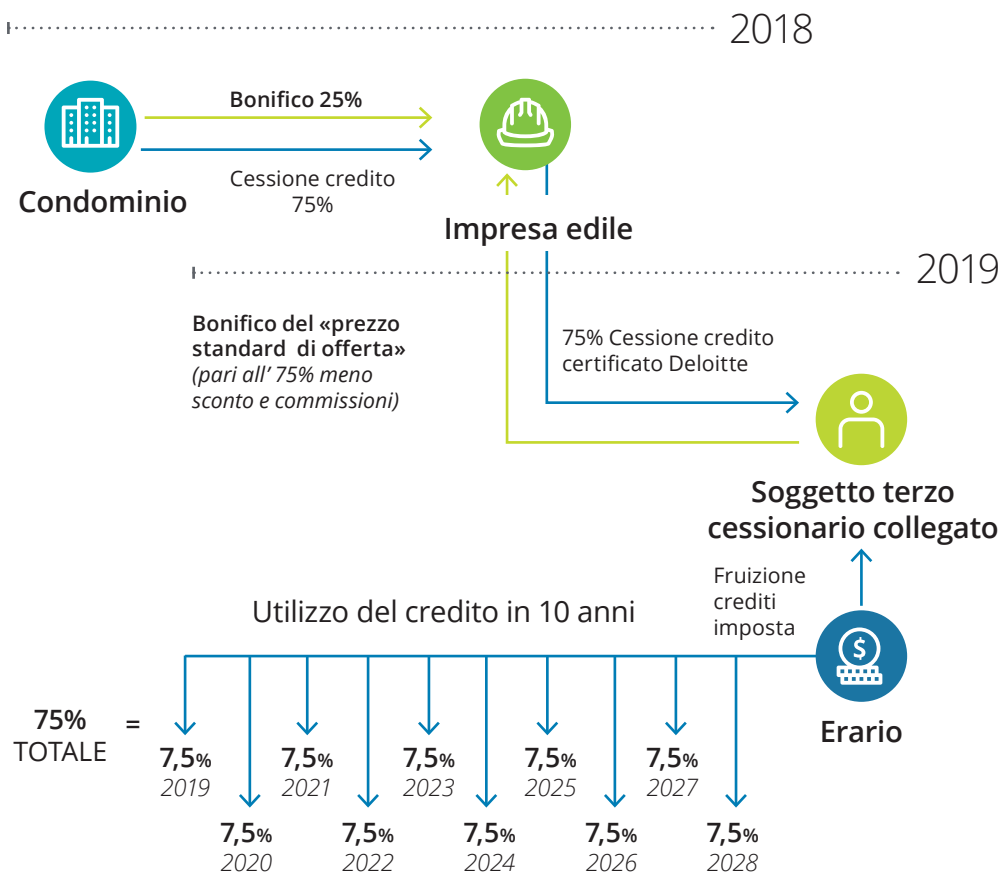 2018
Bonifico 25%
Cessione credito
75%
Condominio
Impresa edile
2019
Bonifico del «prezzo
standard di offerta»
(pari all’ 75% meno
sconto e commissioni)
75% Cessione credito
certificato Deloitte
Soggetto terzo
cessionario collegato
Fruizione
crediti
imposta
Utilizzo del credito in 10 anni
$
Erario
75%
TOTALE
=
7,5%
2019
7,5%
2020
7,5%
2021
7,5%
2022
7,5%
2023
7,5%
2024
7,5%
2025
7,5%
2026
7,5%
2027
7,5%
2028